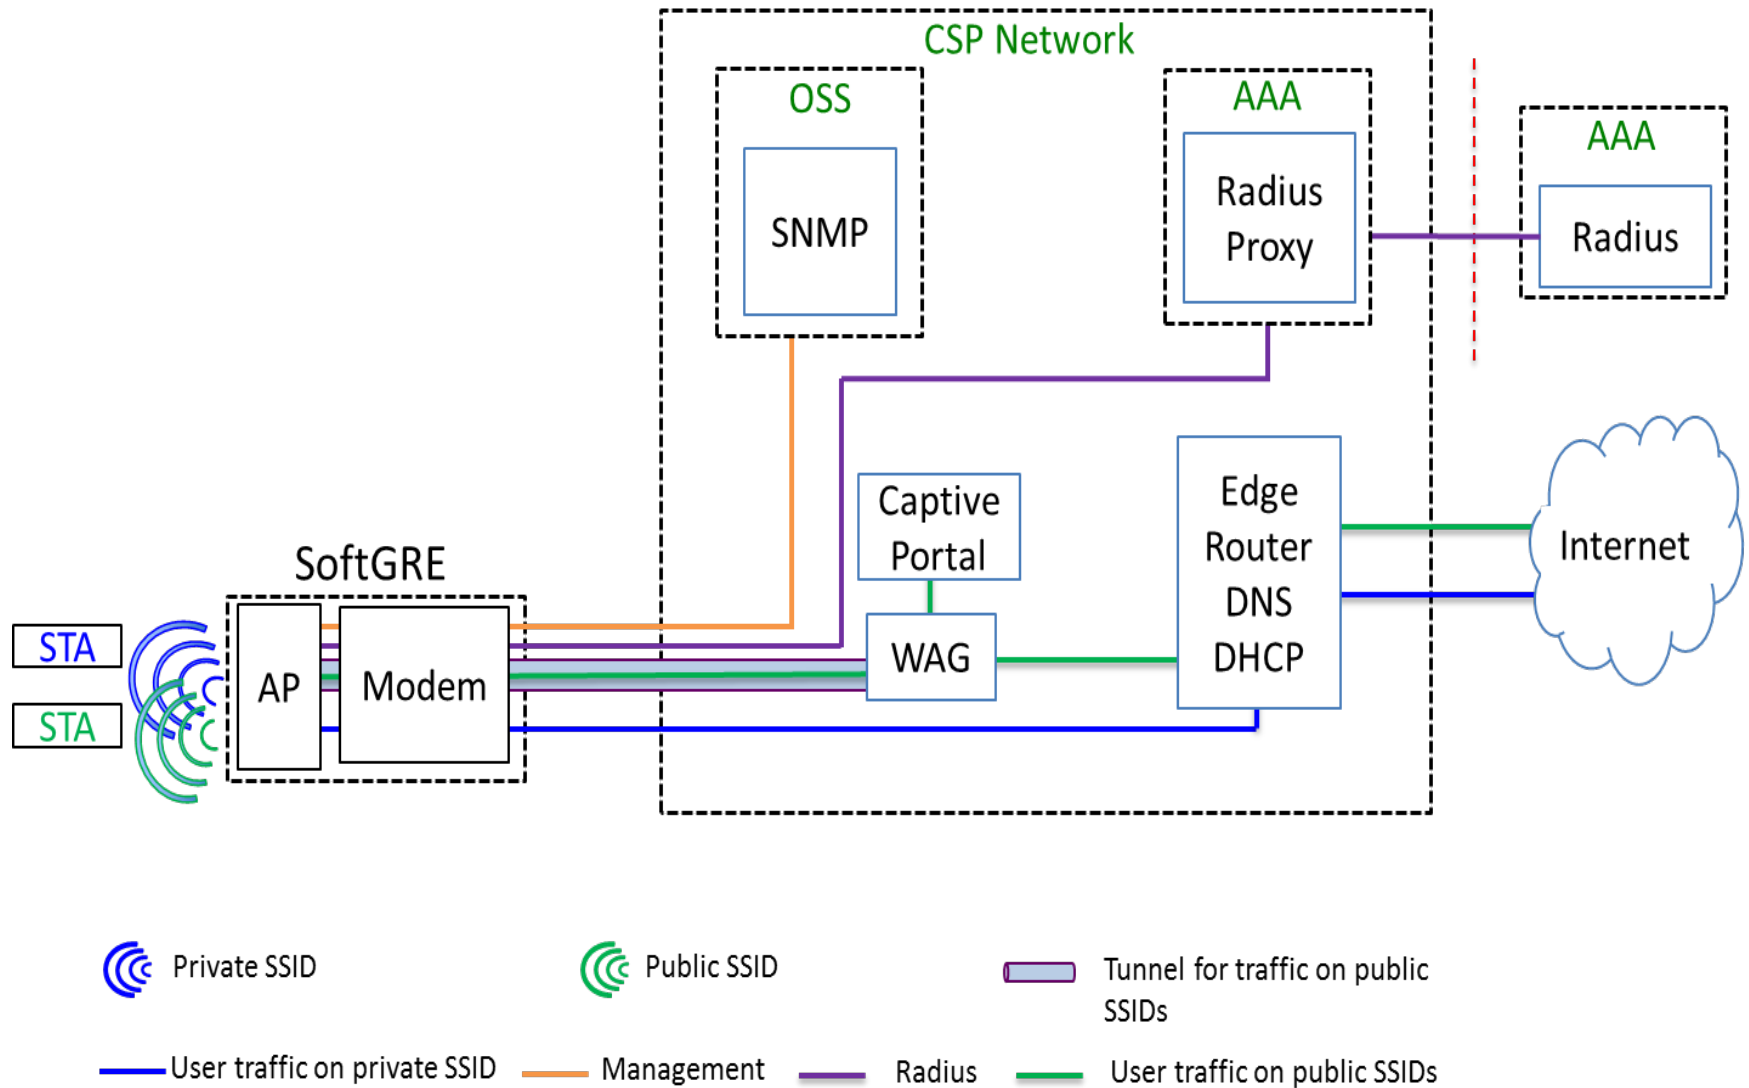 CSP Network
OSS
AAA
AAA
SNMP
Radius
Proxy
Radius
Captive
Portal
Edge
Router
DNS
DHCP
Internet
SoftGRE
STA
STA
AP
Modem
WAG
Private SSID
Public SSID
Tunnel for traffic on public
SSIDs
User traffic on private SSID
Management
Radius
User traffic on public SSIDs